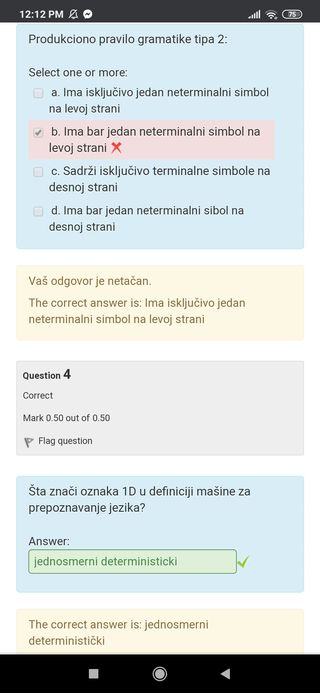 12:12 PM
75
Produkciono pravilo gramatike tipa 2:
Select one or more:
a. Ima isključivo jedan neterminalni simbol
na levoj strani
b. Ima bar jedan neterminalni simbol na
levoj strani
c. Sadrži isključivo terminalne simbole na
desnoj strani
d. Ima bar jedan neterminalni sibol na
desnoj strani
Vaš odgovor je netačan.
The correct answer is: Ima isključivo jedan
neterminalni simbol na levoj strani
Question 4
Correct
Mark 0.50 out of 0.50
Flag question
Šta znači oznaka 1D u definiciji mašine za
prepoznavanje jezika?
Answer:
jednosmerni deterministicki
The correct answer is: jednosmerni
deterministički